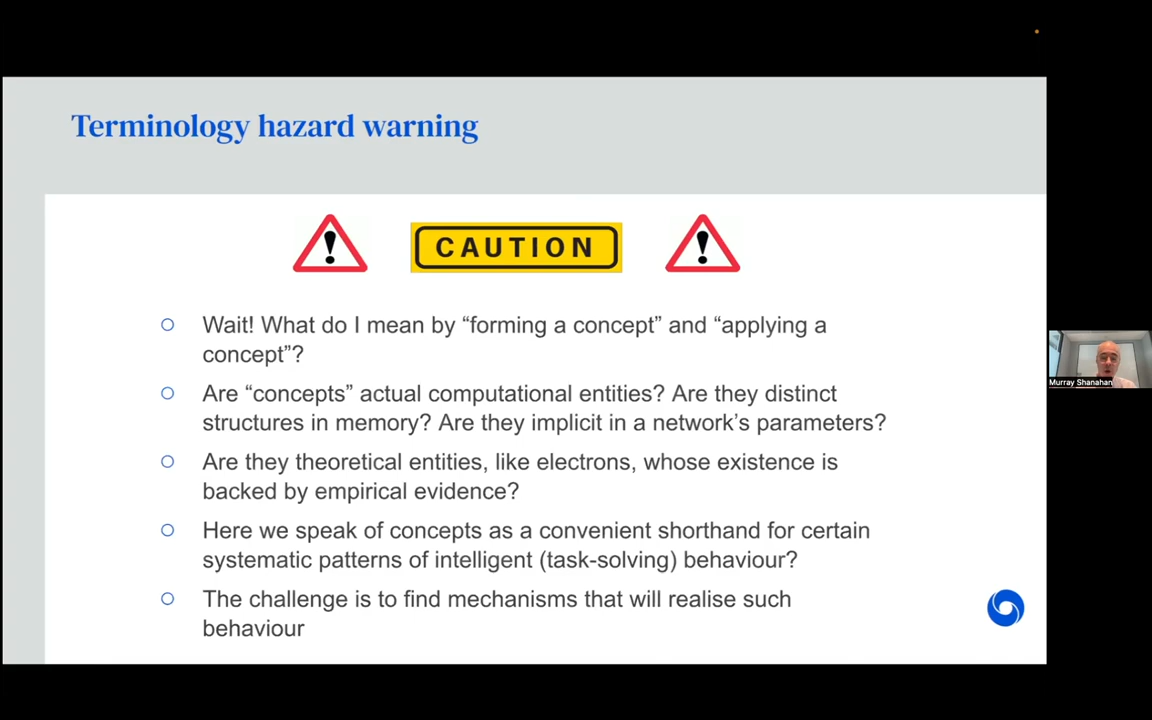 Terminology hazard warning
CAUTION
Wait! What do I mean by “forming a concept” and “applying a
concept”?
Are “concepts” actual computational entities? Are they distinct
structures in memory? Are they implicit in a network’s parameters?
Are they theoretical entities, like electrons, whose existence is
backed by empirical evidence?
Here we speak of concepts as a convenient shorthand for certain
systematic patterns of intelligent (task-solving) behaviour?
The challenge is to find mechanisms that will realise such
behaviour
Murray Shanahan